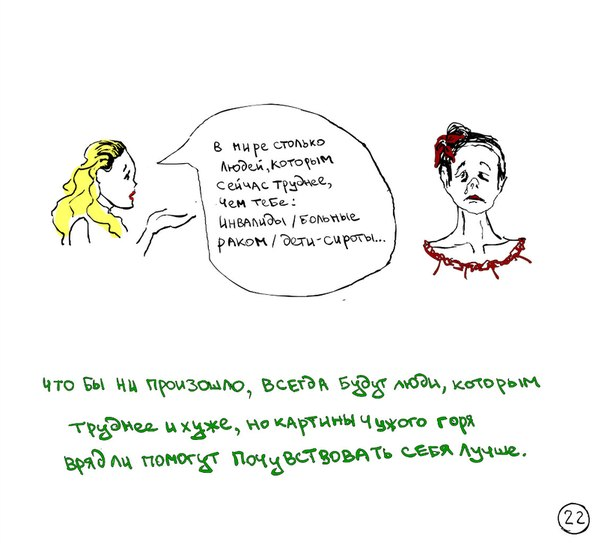 В мире столько
людей, которым
сейчас труднее,
чем тебе:
инвалиды/больные
раком/дети-сироты...
Что бы ни произошло, всегда будут люди, которым
труднее и хуже, но картины чужого горя
вряд ли помогут почувствовать себя лучше.
22